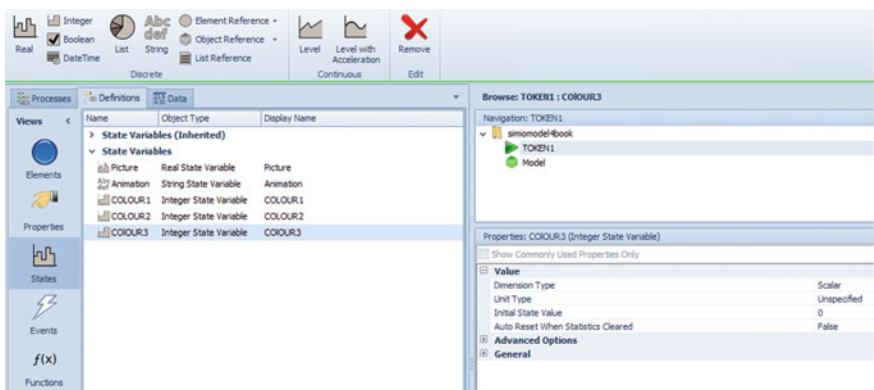 Real
Integer
Boolean
DateTime
List
Abc
def
String
Element Reference
Object Reference
List Reference
Discrete
Level
Level with
Acceleration
Continuous
Remove
Edit
Processes
Definitions
Data
Views <
Elements
Properties
States
Events
f(x)
Functions
Name Object Type Display Name
> State Variables (Inherited)
State Variables
Picture Real State Variable Picture
Abc
def
Animation String State Variable Animation
COLOUR1 Integer State Variable COLOUR1
COLOUR2 Integer State Variable COLOUR2
COlOUR3 Integer State Variable COlOUR3
Browse: TOKEN1 : COlOUR3
Navigation: TOKEN1
simiomodel4book
TOKEN1
Model
Properties: COlOUR3 (Integer State Variable)
Show Commonly Used Properties Only
Value
Dimension Type Scalar
Unit Type Unspecified
Initial State Value 0
Auto Reset When Statistics Cleared False
Advanced Options
General